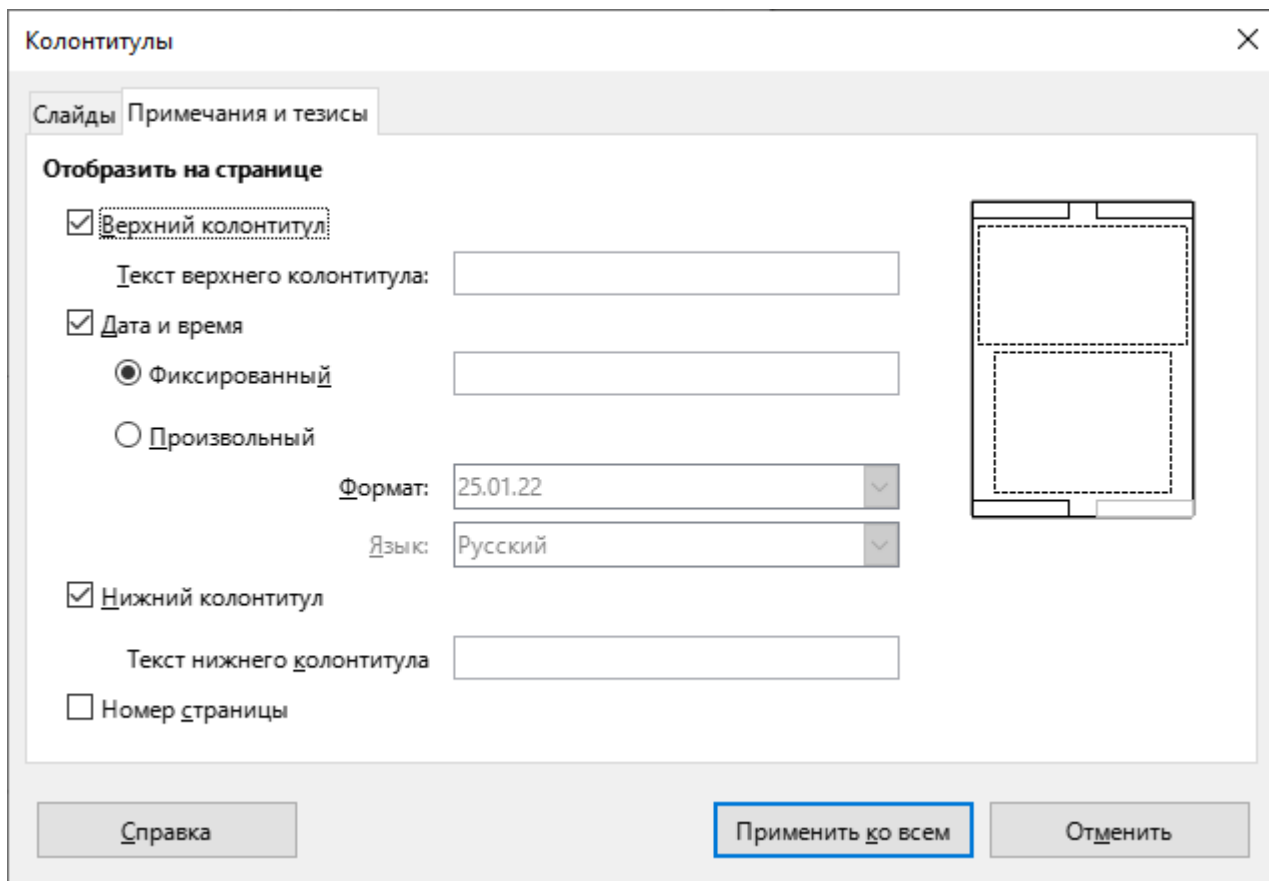 Колонтитулы
Слайды Примечания и тезисы
Отобразить на странице
Верхний колонтитул
Текст верхнего колонтитула:
Дата и время
Фиксированный
Произвольный
Формат: 25.01.22
Язык: Русский
Нижний колонтитул
Текст нижнего колонтитула
Номер страницы
Справка Применить ко всем Отменить